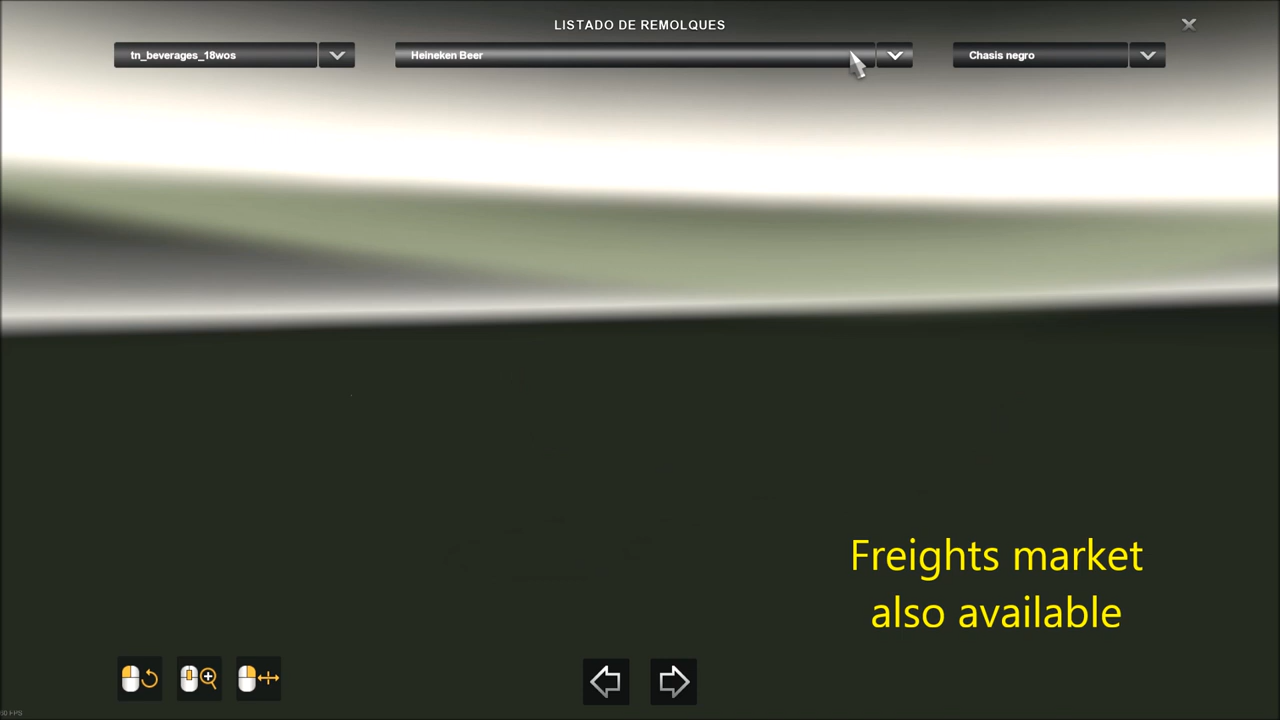 LISTADO DE REMOLQUES
tn_beverages_18wos
Heineken Beer
Chasis negro
Freights market
also available